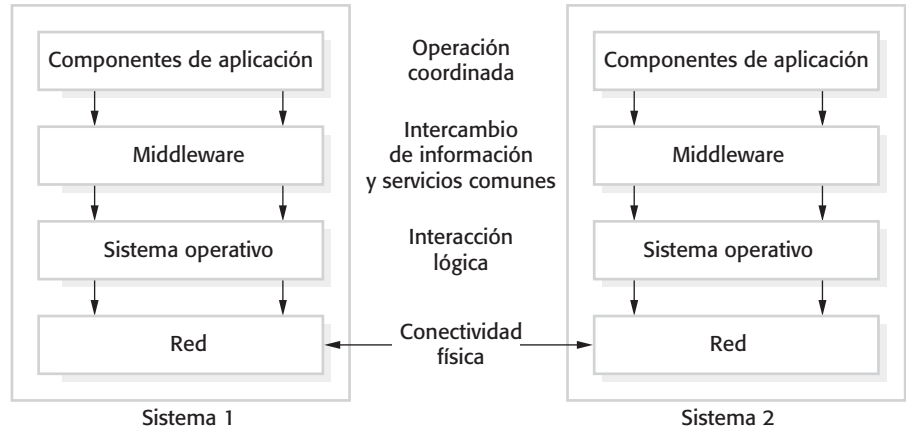 Componentes de aplicación
Middleware
Sistema operativo
Red
Sistema 1
Operación
coordinada
Intercambio
de información
y servicios comunes
Interacción
lógica
Conectividad
física
Componentes de aplicación
Middleware
Sistema operativo
Red
Sistema 2